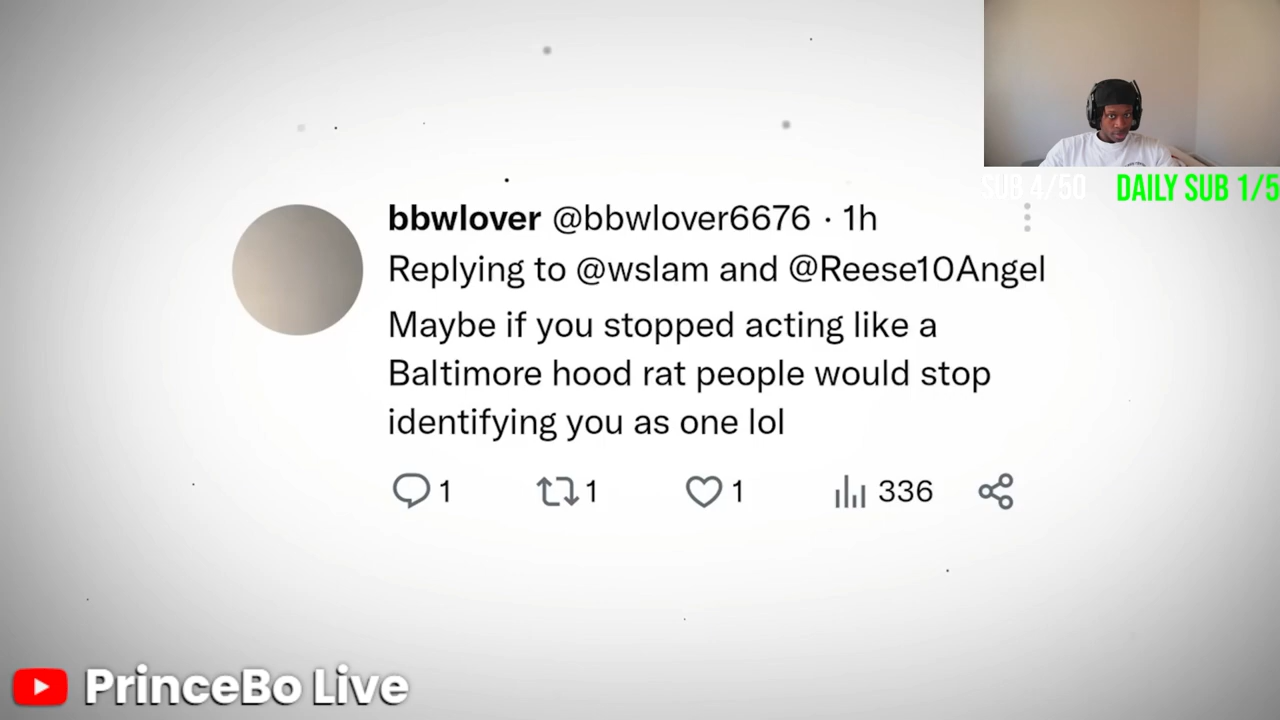 SUB 4/50
DAILY SUB 1/5
bbwlover @bbwlover6676 · 1h
Replying to @wslam and @Reese10Angel
Maybe if you stopped acting like a
Baltimore hood rat people would stop
identifying you as one lol
1 1 1 336
PrinceBo Live